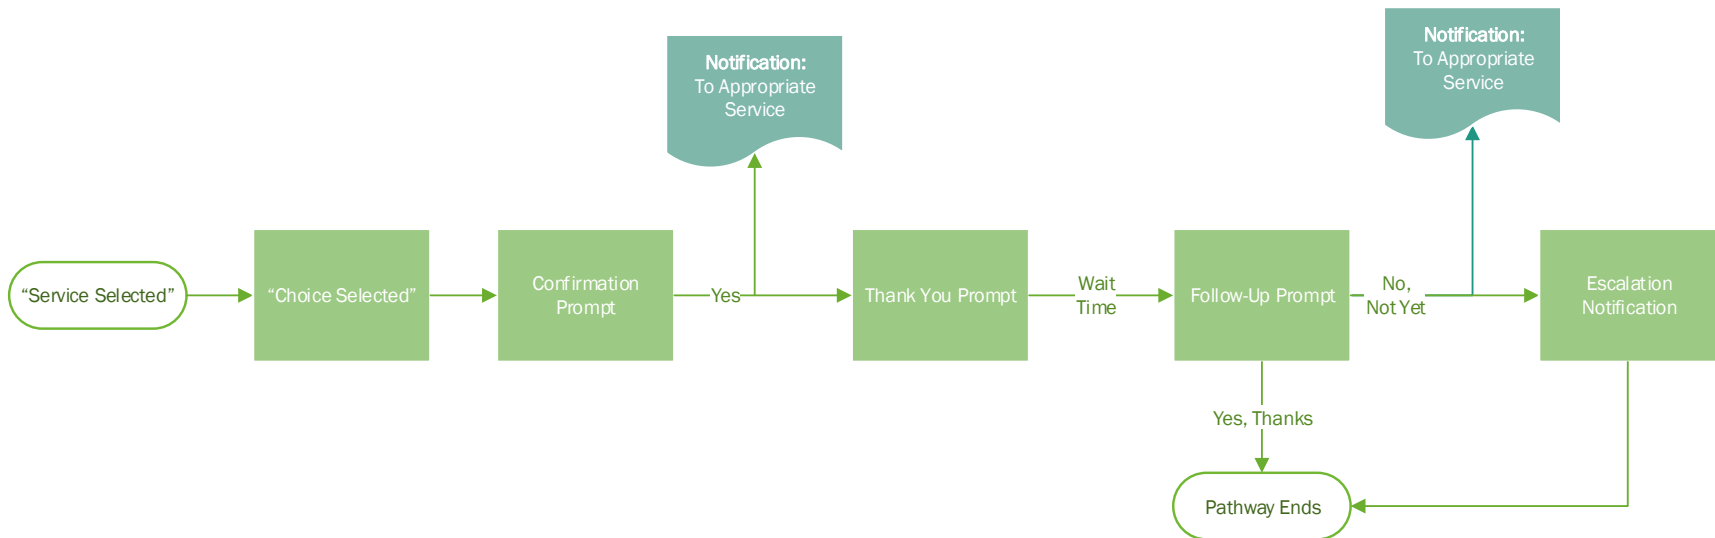 Notification:
To Appropriate
Service
Notification:
To Appropriate
Service
“Service Selected”
“Choice Selected”
Confirmation
Prompt
Yes
Thank You Prompt
Wait
Time
Follow-Up Prompt
No,
Not Yet
Escalation
Notification
Yes, Thanks
Pathway Ends